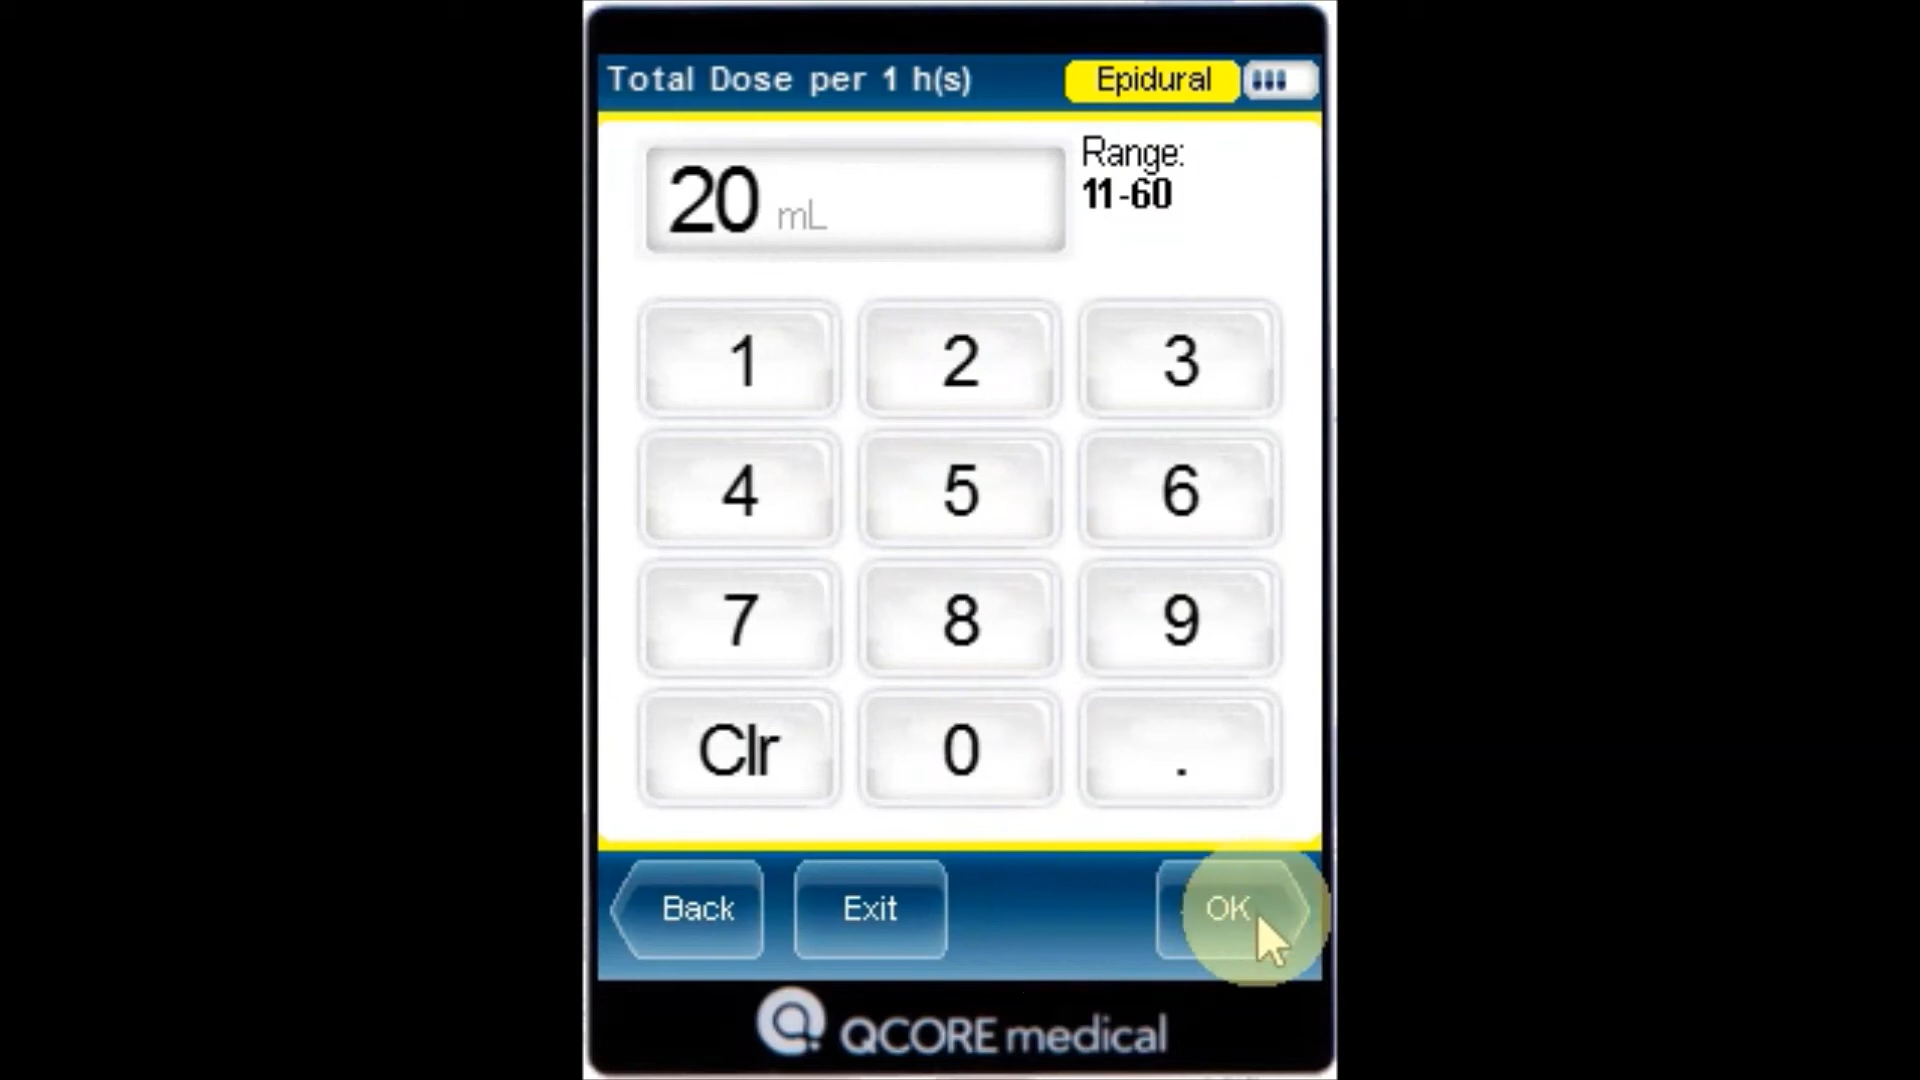 Total Dose per 1 h(s) Epidural
20 mL
Range:
11-60
1 2 3
4 5 6
7 8 9
Clr 0 .
Back Exit OK
QCORE medical